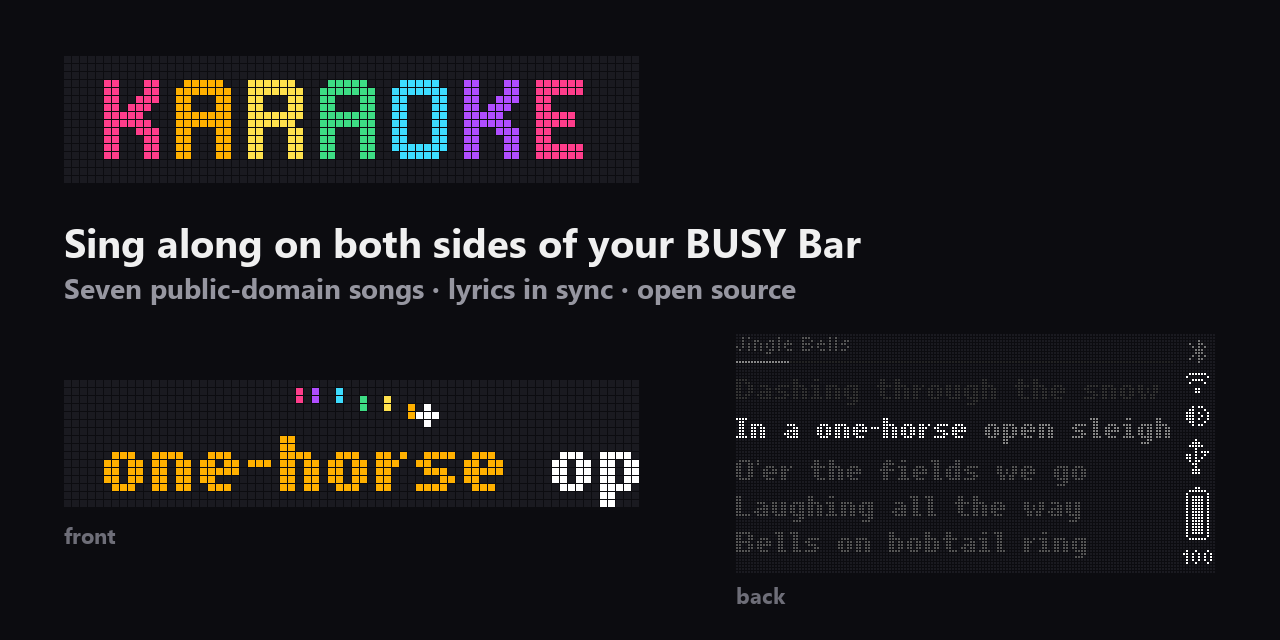 KARAOKE
Sing along on both sides of your BUSY Bar
Seven public-domain songs · lyrics in sync · open source
one-horse op
front
Jingle Bells
Dashing through the snow
In a one-horse open sleigh
O'er the fields we go
Laughing all the way
Bells on bobtail ring
100
back